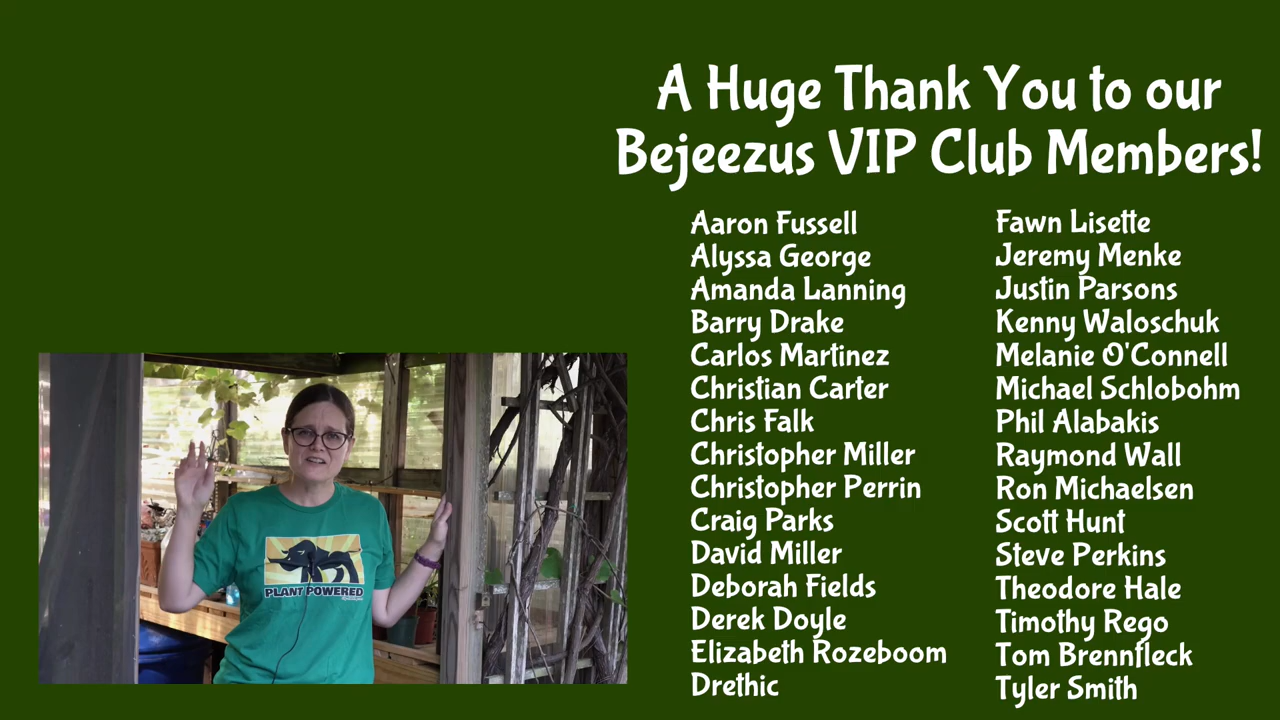 A Huge Thank You to our
Bejeezus VIP Club Members!
Aaron Fussell
Alyssa George
Amanda Lanning
Barry Drake
Carlos Martinez
Christian Carter
Chris Falk
Christopher Miller
Christopher Perrin
Craig Parks
David Miller
Deborah Fields
Derek Doyle
Elizabeth Rozeboom
Drethic
Fawn Lisette
Jeremy Menke
Justin Parsons
Kenny Waloschuk
Melanie O'Connell
Michael Schlobohm
Phil Alabakis
Raymond Wall
Ron Michaelsen
Scott Hunt
Steve Perkins
Theodore Hale
Timothy Rego
Tom Brennfleck
Tyler Smith
PLANT POWERED